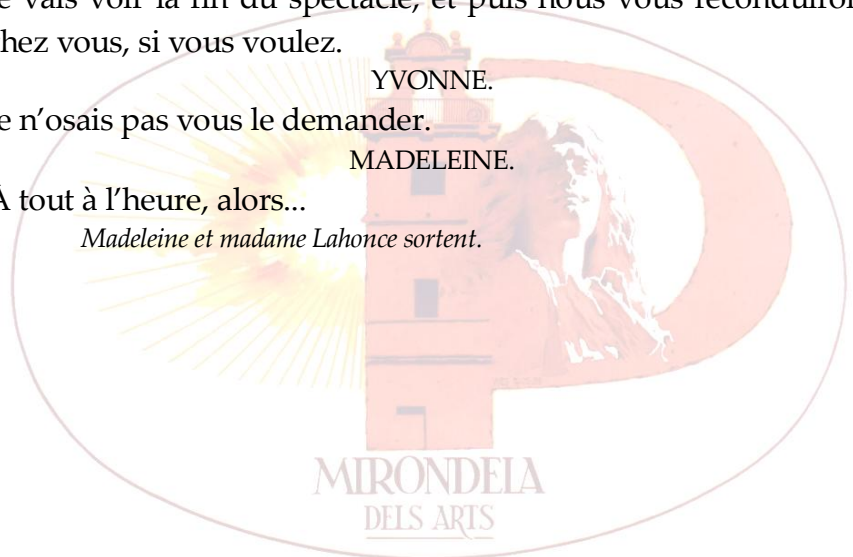 e vais voir la fin du spectacle, et puis nous vous reconduiron
hez vous, si vous voulez.
YVONNE.
e n’osais pas vous le demander.
MADELEINE.
À tout à l’heure, alors...
Madeleine et madame Lahonce sortent.
MIRONDELA
DELS ARTS